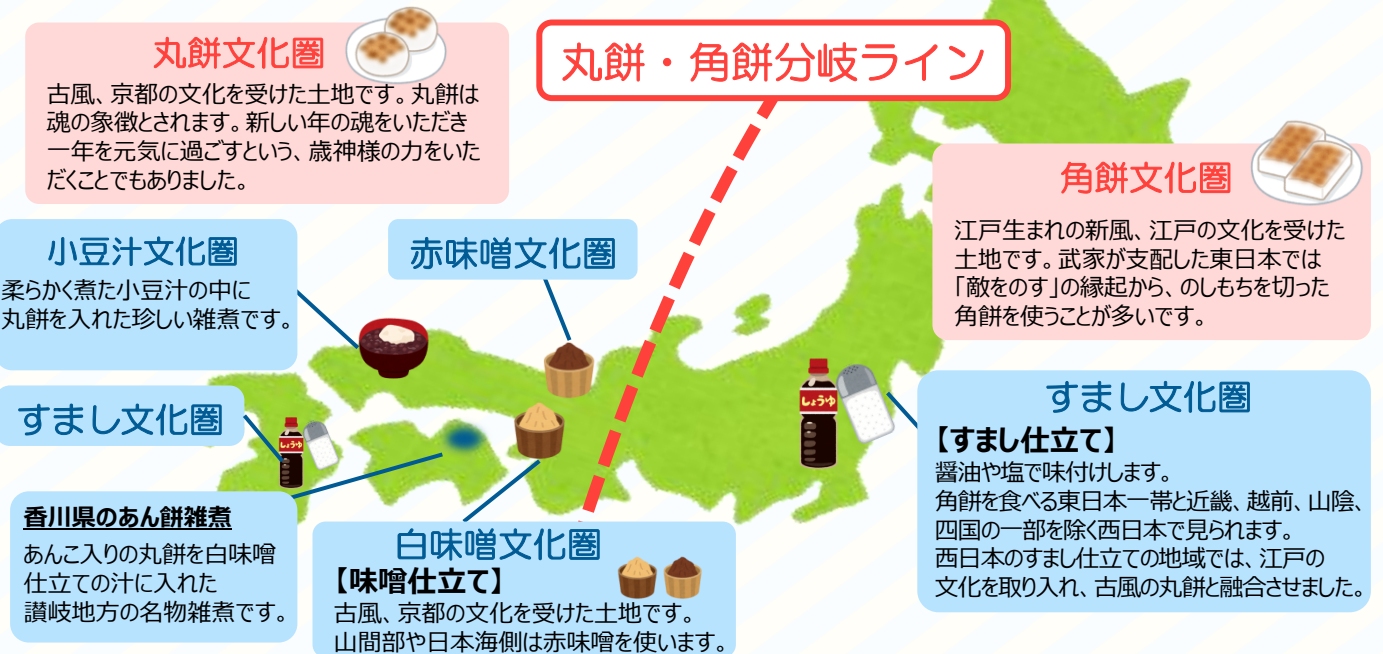 丸餅・角餅分岐ライン
丸餅文化圏
古風、京都の文化を受けた土地です。丸餅は
魂の象徴とされます。新しい年の魂をいただき
一年を元気に過ごすという、歳神様の力をいた
だくことでもありました。
角餅文化圏
江戸生まれの新風、江戸の文化を受けた
土地です。武家が支配した東日本では
「敵をのす」の縁起から、のしもちを切った
角餅を使うことが多いです。
小豆汁文化圏
柔らかく煮た小豆汁の中に
丸餅を入れた珍しい雑煮です。
赤味噌文化圏
すまし文化圏
しょうゆ
しょうゆ
香川県のあん餅雑煮
あんこ入りの丸餅を白味噌
仕立ての汁に入れた
讃岐地方の名物雑煮です。
白味噌文化圏
【味噌仕立て】
古風、京都の文化を受けた土地です。
山間部や日本海側は赤味噌を使います。
すまし文化圏
【すまし仕立て】
醤油や塩で味付けします。
角餅を食べる東日本一帯と近畿、越前、山陰、
四国の一部を除く西日本で見られます。
西日本のすまし仕立ての地域では、江戸の
文化を取り入れ、古風の丸餅と融合させました。